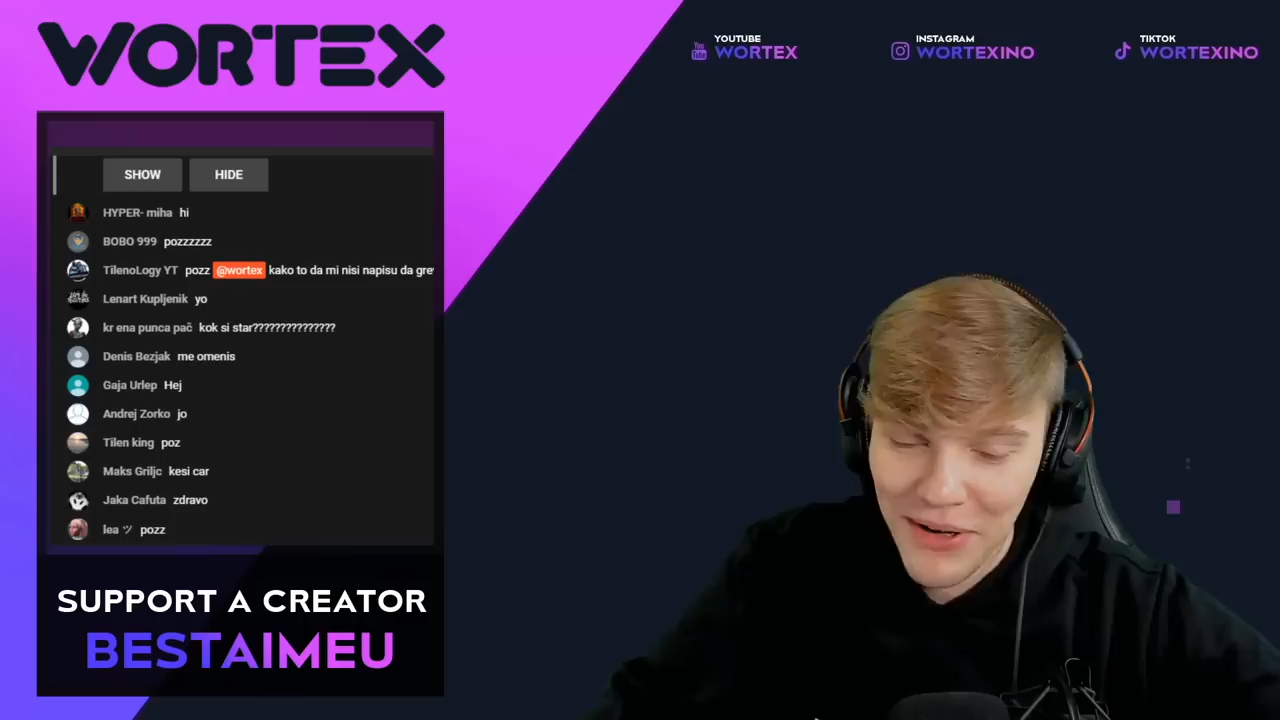 WORTEX
YOUTUBE
WORTEX
INSTAGRAM
WORTEXINO
TIKTOK
WORTEXINO
SHOW HIDE
HYPER- miha hi
BOBO 999 pozzzzzz
TilenoLogy YT pozz @wortex kako to da mi nisi napisu da
Lenart Kupljenik yo
kr ena punca pač kok si star???????????????
Denis Bezjak me omenis
Gaja Urlep Hej
Andrej Zorko jo
Tilen king poz
Maks Griljc kesi car
Jaka Cafuta zdravo
lea ツ pozz
SUPPORT A CREATOR
BESTAIMEU